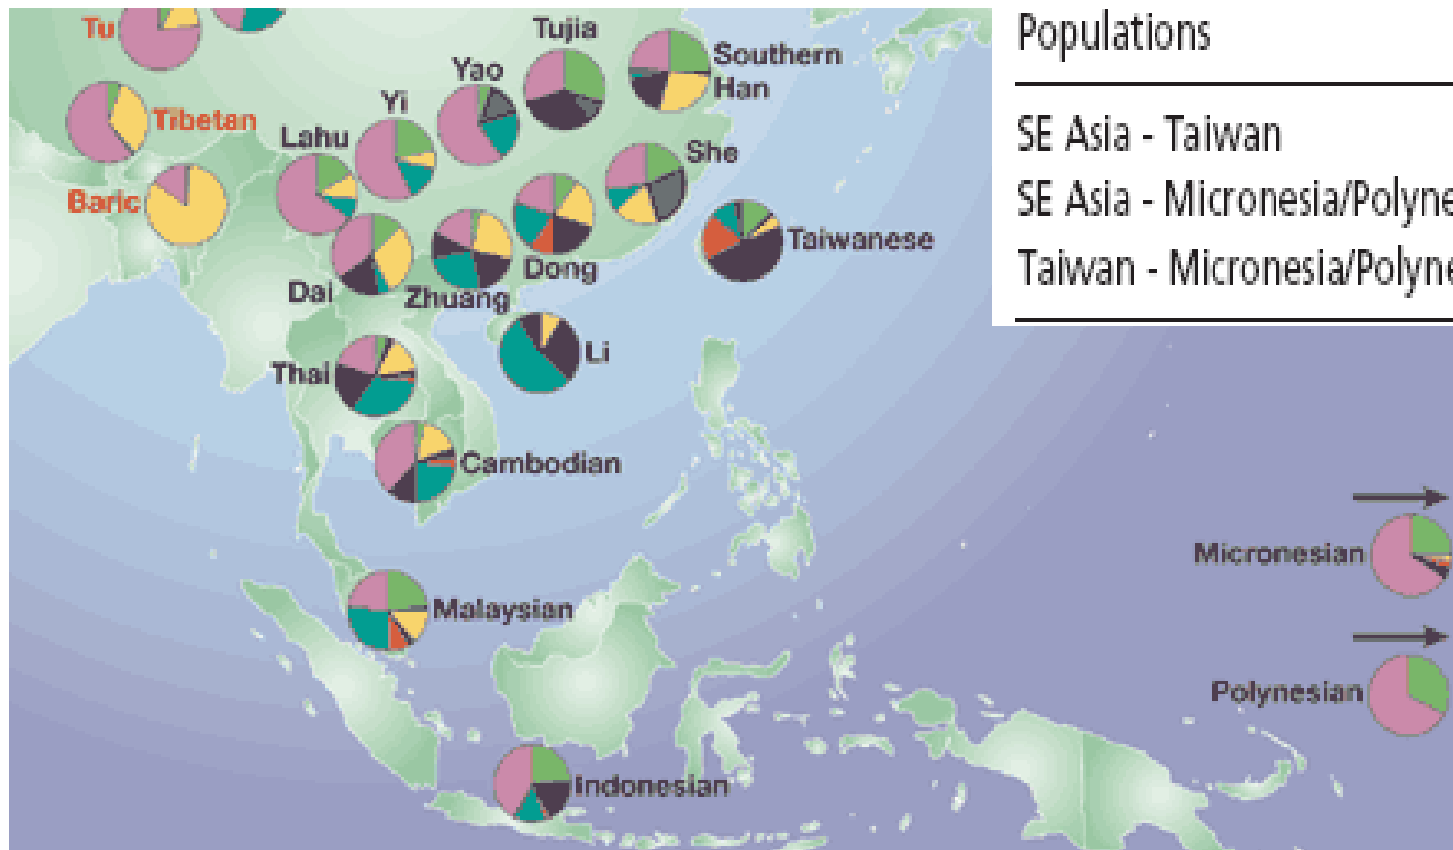 Populations
SE Asia - Taiwan
SE Asia - Micronesia/Polyne
Taiwan - Micronesia/Polyne
Tu
Tujia
Southern
Han
Yao
Yi
Tibetan
Lahu
She
Baric
Taiwanese
Dong
Dai
Zhuang
Li
Thai
Cambodian
Micronesian
Malaysian
Polynesian
Indonesian